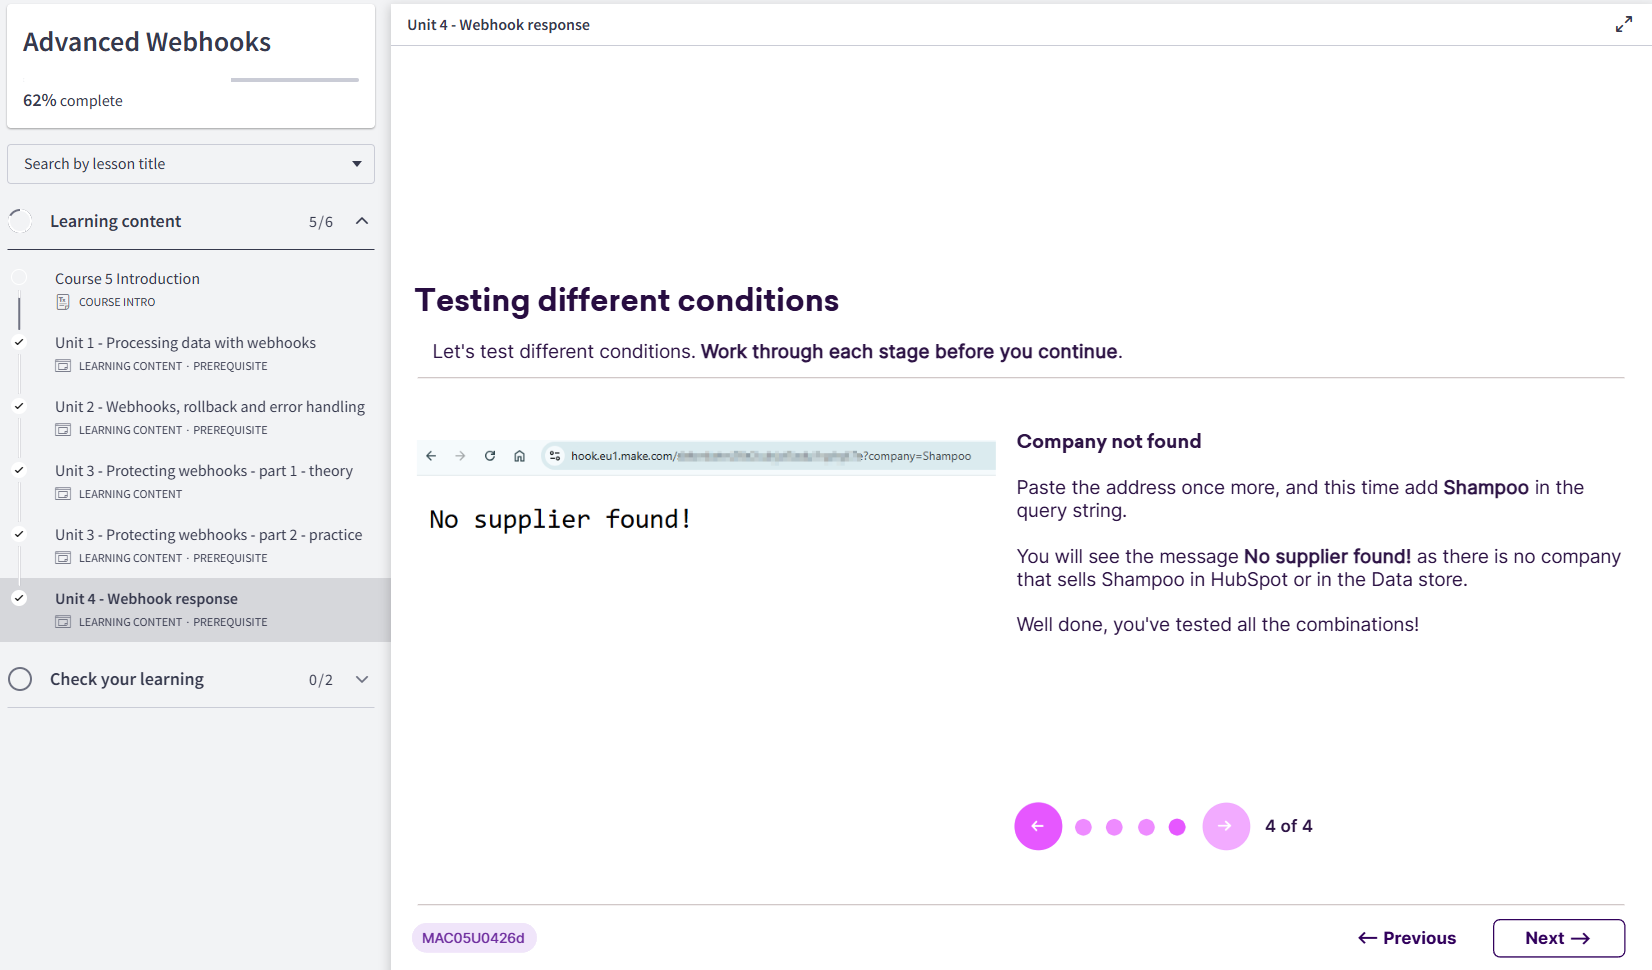 Advanced Webhooks
62% complete
Search by lesson title
Learning content
5/6
Course 5 Introduction
COURSE INTRO
Unit 1 - Processing data with webhooks
LEARNING CONTENT · PREREQUISITE
Unit 2 - Webhooks, rollback and error handling
LEARNING CONTENT · PREREQUISITE
Unit 3 - Protecting webhooks - part 1 - theory
LEARNING CONTENT
Unit 3 - Protecting webhooks - part 2 - practice
LEARNING CONTENT · PREREQUISITE
Unit 4 - Webhook response
LEARNING CONTENT · PREREQUISITE
Check your learning
0/2
Unit 4 - Webhook response
Testing different conditions
Let's test different conditions. Work through each stage before you continue.
hook.eu1.make.com/ ?company=Shampoo
No supplier found!
Company not found
Paste the address once more, and this time add Shampoo in the
query string.
You will see the message No supplier found! as there is no company
that sells Shampoo in HubSpot or in the Data store.
Well done, you've tested all the combinations!
4 of 4
MAC05U0426d
← Previous
Next →